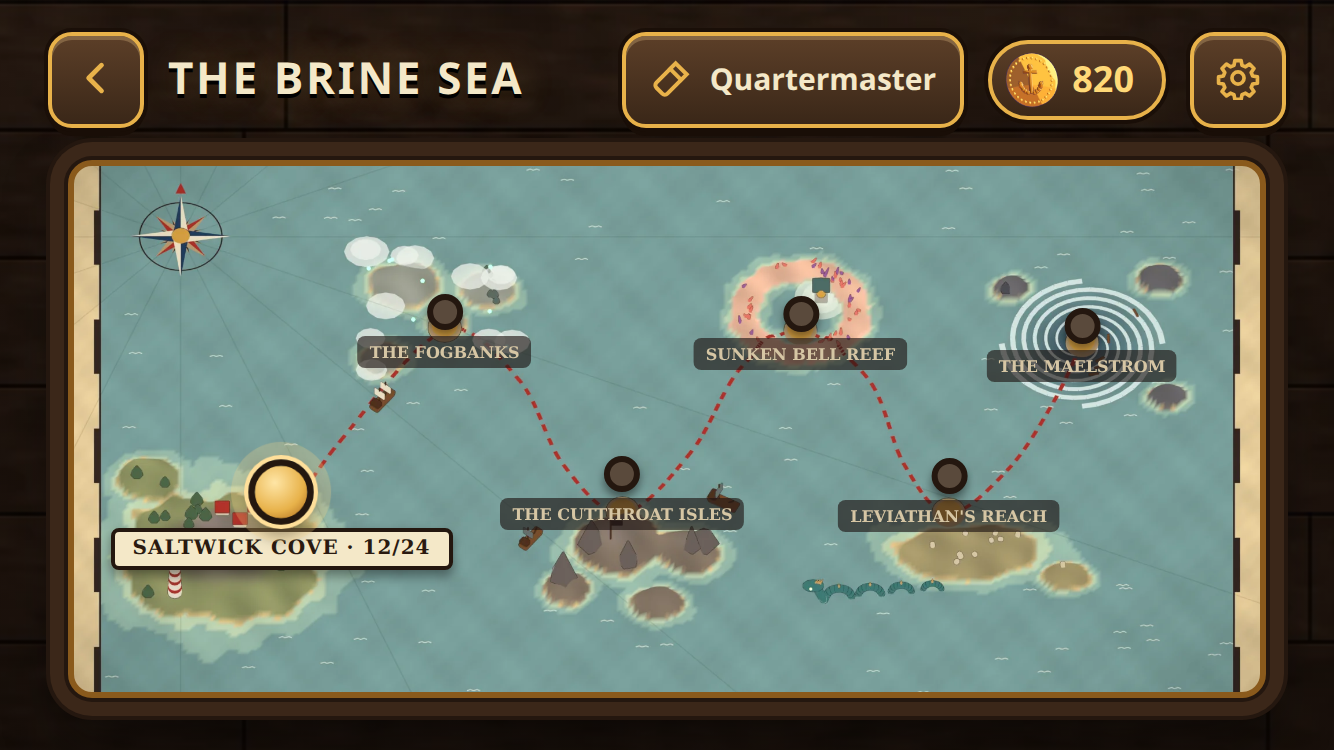 THE BRINE SEA
Quartermaster
820
THE FOGBANKS
SUNKEN BELL REEF
THE MAELSTROM
SALTWICK COVE · 12/24
THE CUTTHROAT ISLES
LEVIATHAN'S REACH